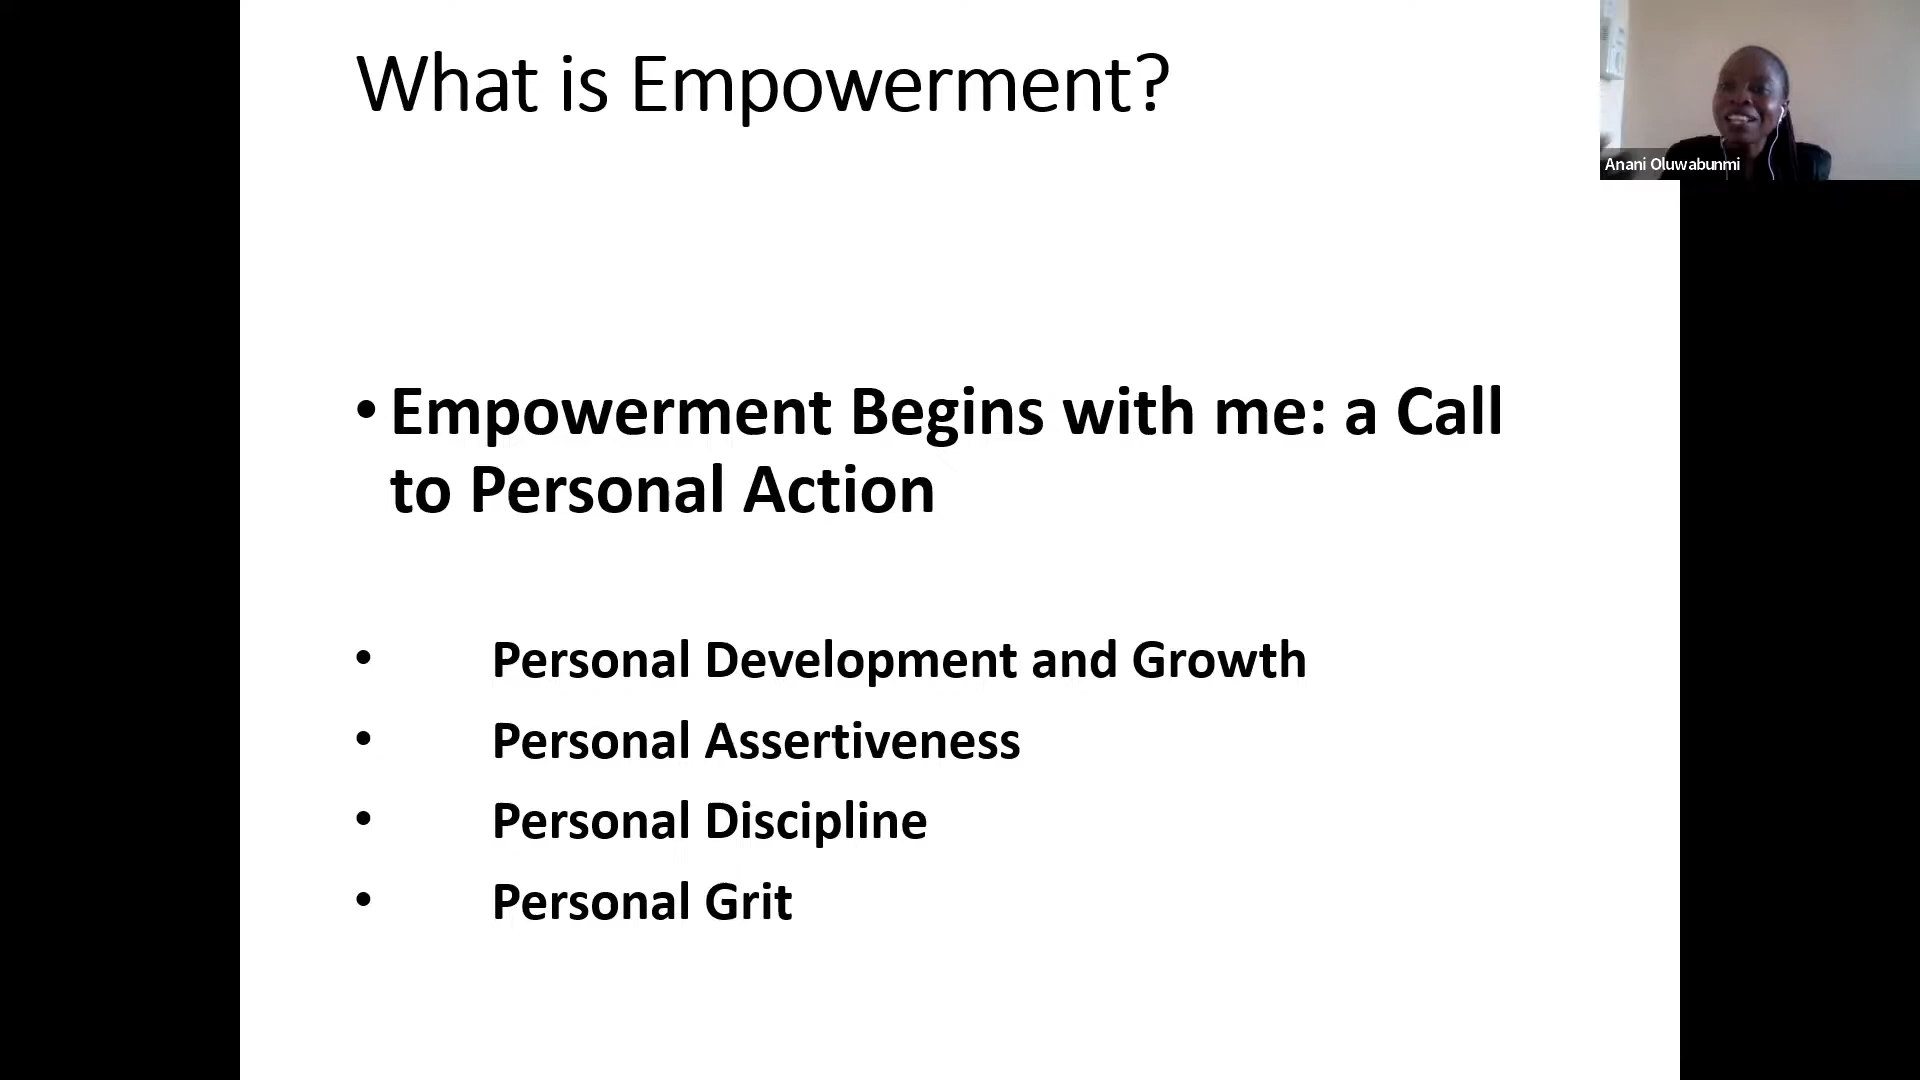 What is Empowerment?
Anani Oluwabunmi
• Empowerment Begins with me: a Call
to Personal Action
• Personal Development and Growth
• Personal Assertiveness
• Personal Discipline
• Personal Grit